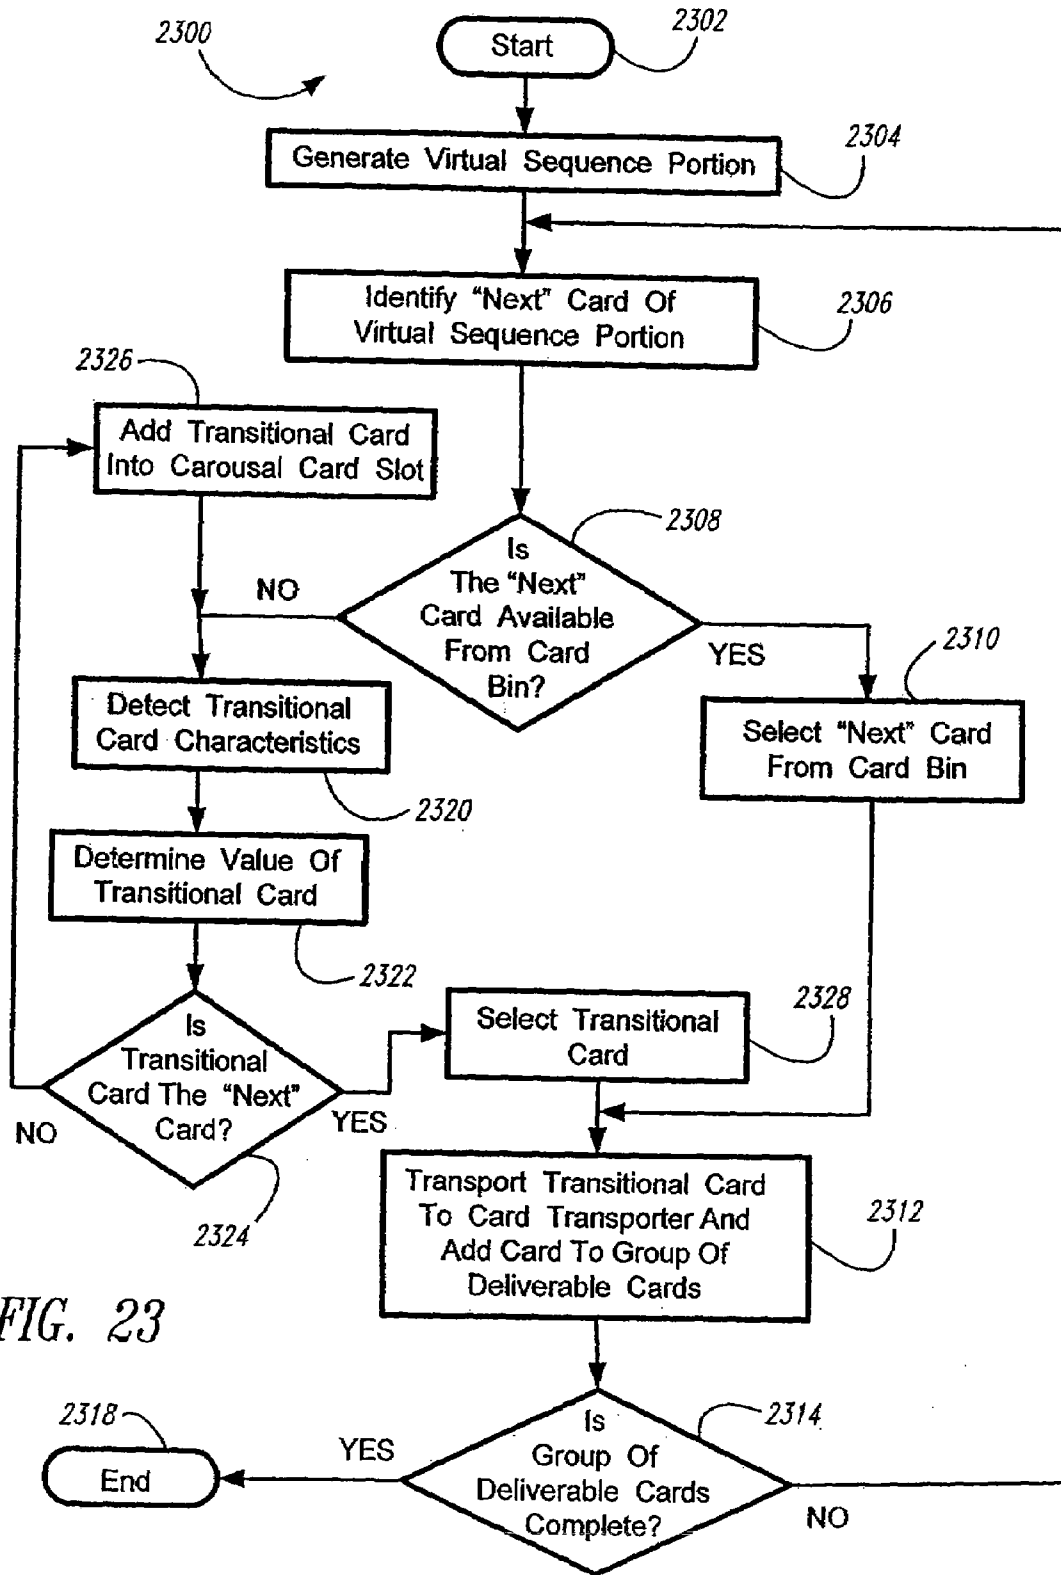 2300
Start
2302
Generate Virtual Sequence Portion
2304
Identify “Next” Card Of
Virtual Sequence Portion
2306
2326
Add Transitional Card
Into Carousal Card Slot
Is
The “Next”
Card Available
From Card
Bin?
2308
NO
YES
2310
Select “Next” Card
From Card Bin
Detect Transitional
Card Characteristics
2320
Determine Value Of
Transitional Card
2322
Is
Transitional
Card The “Next”
Card?
NO
YES
2324
Select Transitional
Card
2328
Transport Transitional Card
To Card Transporter And
Add Card To Group Of
Deliverable Cards
2312
FIG. 23
Is
Group Of
Deliverable Cards
Complete?
2314
YES
NO
2318
End